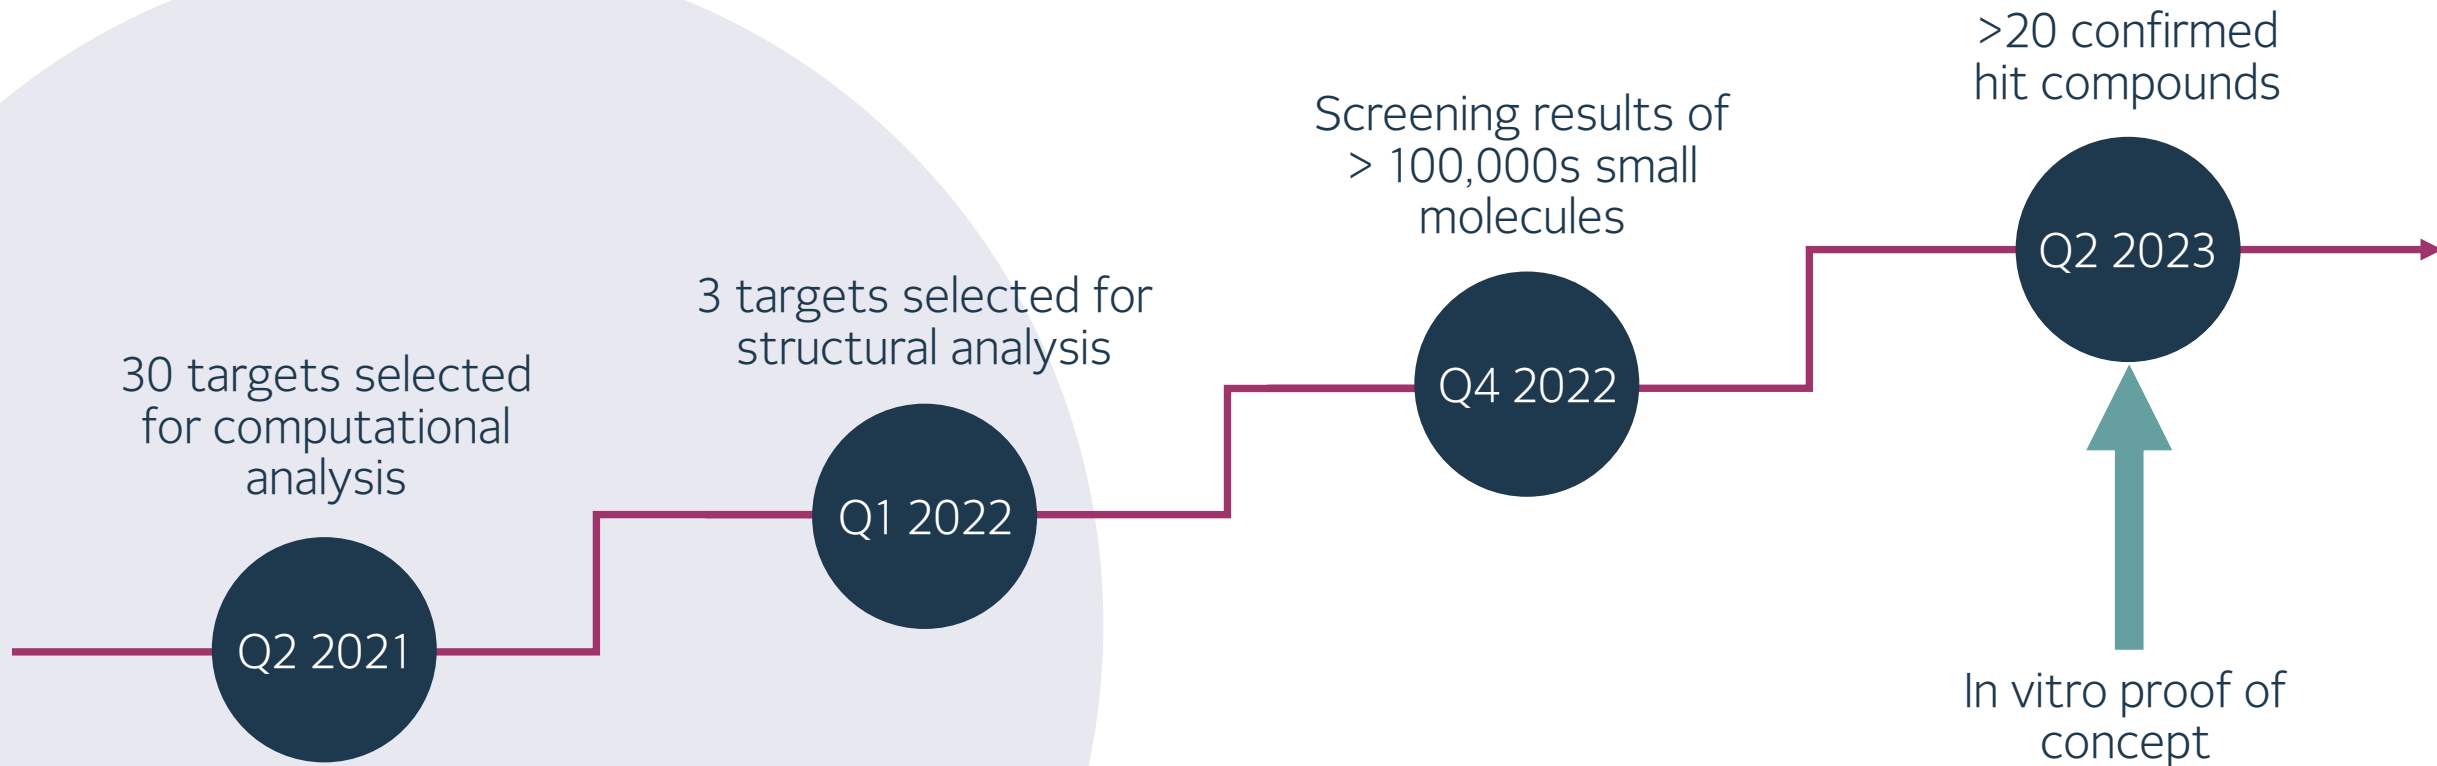 30 targets selected
for computational
analysis
Q2 2021
3 targets selected for
structural analysis
Q1 2022
Screening results of
> 100,000s small
molecules
Q4 2022
>20 confirmed
hit compounds
Q2 2023
In vitro proof of
concept